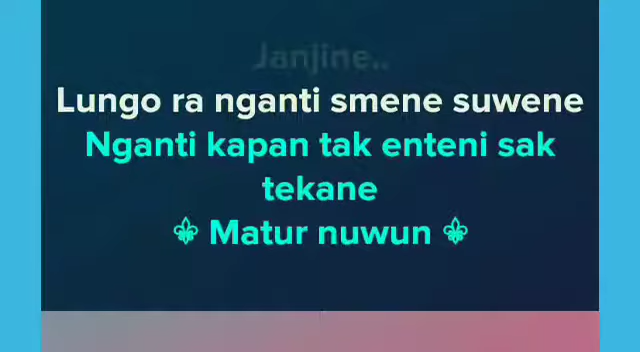 Janjine..
Lungo ra nganti smene suwene
Nganti kapan tak enteni sak
tekane
⚜ Matur nuwun ⚜